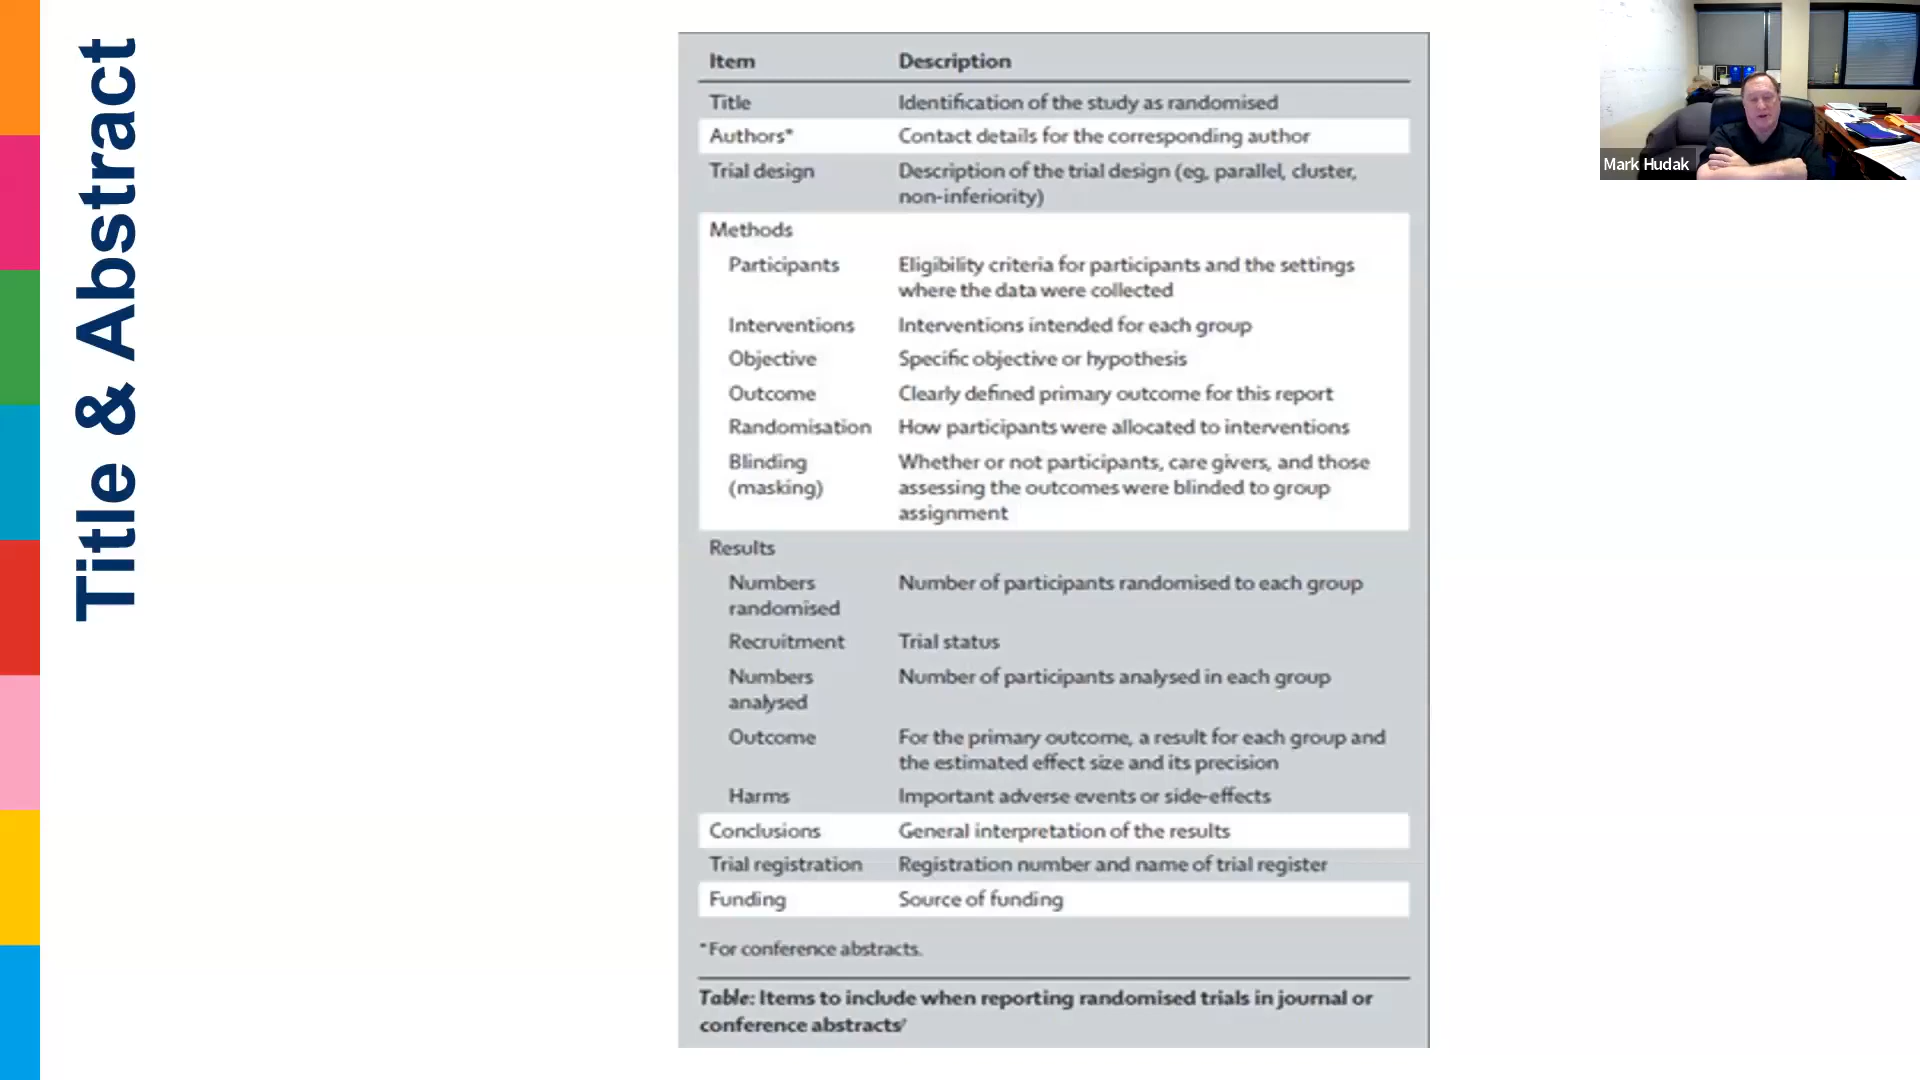 Title & Abstract
Item Description
Title Identification of the study as randomised
Authors* Contact details for the corresponding author
Trial design Description of the trial design (eg, parallel, cluster,
non-inferiority)
Methods
Participants Eligibility criteria for participants and the settings
where the data were collected
Interventions Interventions intended for each group
Objective Specific objective or hypothesis
Outcome Clearly defined primary outcome for this report
Randomisation How participants were allocated to interventions
Blinding Whether or not participants, care givers, and those
(masking) assessing the outcomes were blinded to group
assignment
Results
Numbers Number of participants randomised to each group
randomised
Recruitment Trial status
Numbers Number of participants analysed in each group
analysed
Outcome For the primary outcome, a result for each group and
the estimated effect size and its precision
Harms Important adverse events or side-effects
Conclusions General interpretation of the results
Trial registration Registration number and name of trial register
Funding Source of funding
*For conference abstracts.
Table: Items to include when reporting randomised trials in journal or
conference abstracts
Mark Hudak